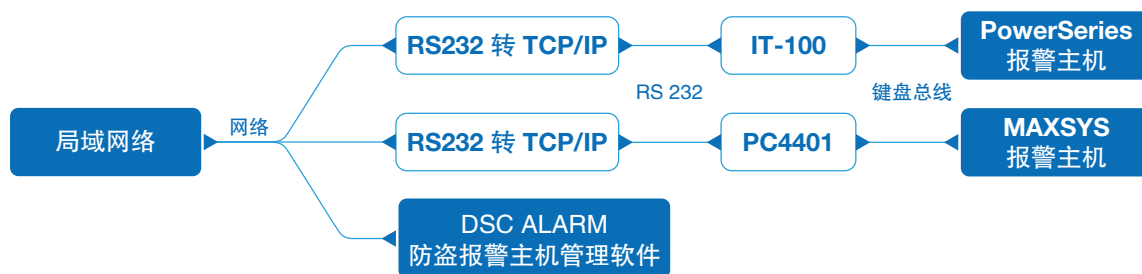 RS232 转 TCP/IP
IT-100
PowerSeries
报警主机
RS 232
键盘总线
局域网络
网络
RS232 转 TCP/IP
PC4401
MAXSYS
报警主机
DSC ALARM
防盗报警主机管理软件